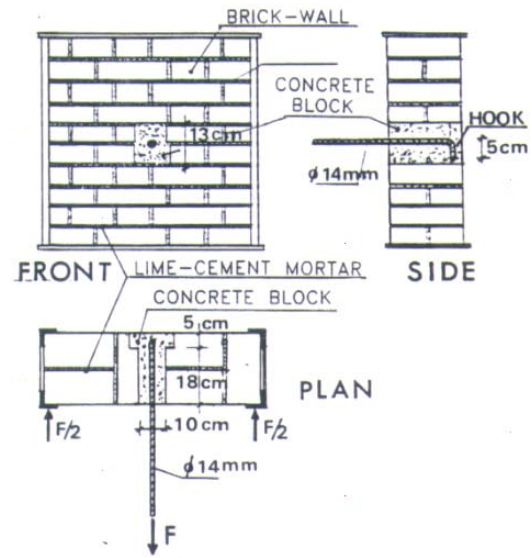 BRICK-WALL
CONCRETE
BLOCK
HOOK
13cm
5cm
φ14mm
FRONT
LIME-CEMENT MORTAR
SIDE
CONCRETE BLOCK
5cm
18cm
PLAN
F/2
10cm
F/2
φ14mm
F